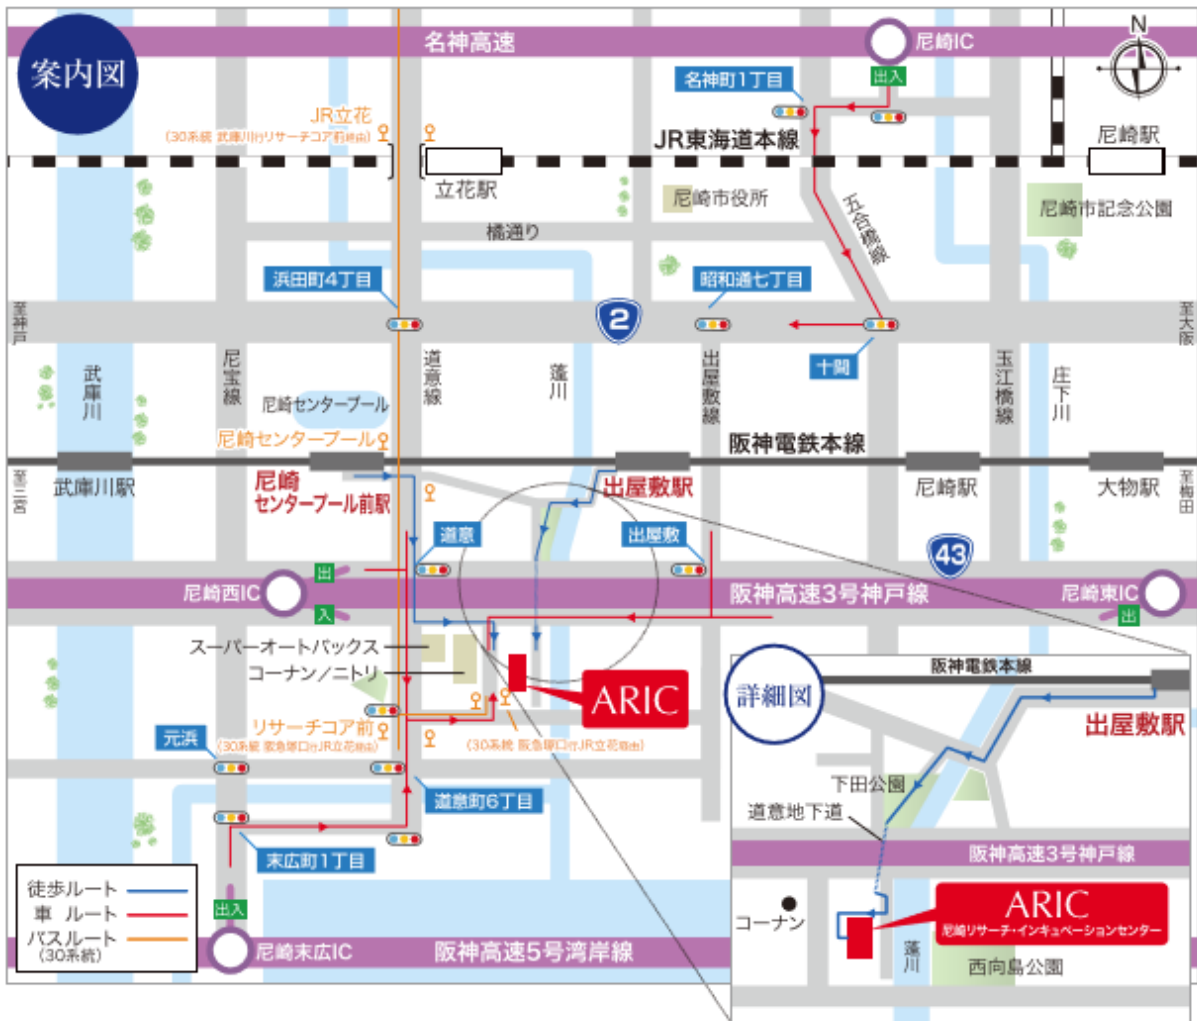 案内図
名神高速
尼崎IC
N
出入
名神町1丁目
JR立花
(30系統 武庫川行リサーチコア前経由)
JR東海道本線
尼崎駅
立花駅
尼崎市役所
五合橋線
尼崎市記念公園
橘通り
浜田町4丁目
昭和通七丁目
至神戸
2
至大阪
十間
武庫川
尼宝線
道意線
蓬川
出屋敷線
玉江橋線
庄下川
尼崎センタープール
尼崎センタープール
阪神電鉄本線
至三宮
武庫川駅
尼崎
センタープール前駅
出屋敷駅
尼崎駅
大物駅
至梅田
道意
出屋敷
43
出
尼崎西IC
入
阪神高速3号神戸線
尼崎東IC
出
スーパーオートバックス
コーナン/ニトリ
ARIC
リサーチコア前
(30系統 阪急塚口行JR立花経由)
(30系統 阪急塚口行JR立花経由)
元浜
道意町6丁目
末広町1丁目
徒歩ルート
車 ルート
バスルート
(30系統)
出入
尼崎末広IC
阪神高速5号湾岸線
詳細図
阪神電鉄本線
出屋敷駅
下田公園
道意地下道
阪神高速3号神戸線
コーナン
ARIC
尼崎リサーチ・インキュベーションセンター
蓬川
西向島公園